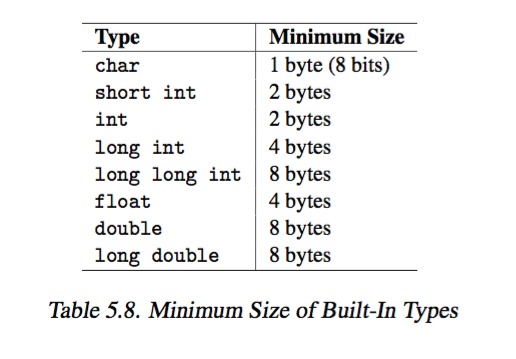 Type Minimum Size
char 1 byte (8 bits)
short int 2 bytes
int 2 bytes
long int 4 bytes
long long int 8 bytes
float 4 bytes
double 8 bytes
long double 8 bytes
Table 5.8. Minimum Size of Built-In Types